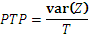 PTP = var(Z) / T